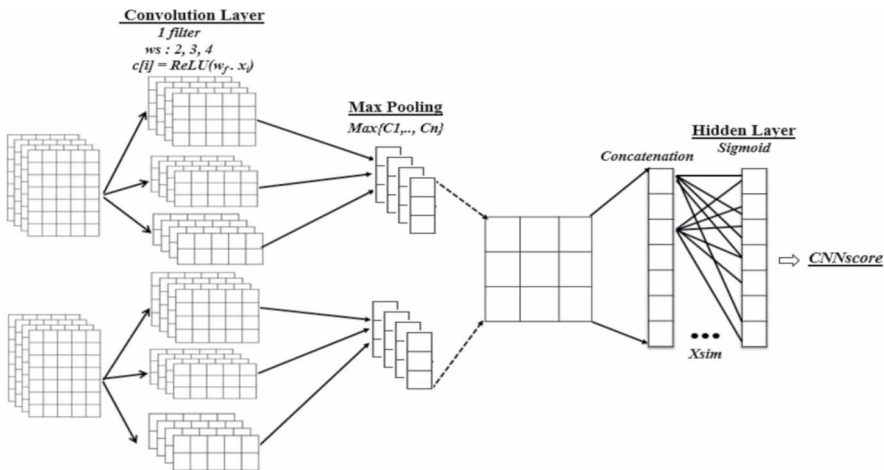 Convolution Layer
1 filter
ws : 2, 3, 4
c[i] = ReLU(wf . xi)
Max Pooling
Max{C1,.., Cn}
Hidden Layer
Sigmoid
Concatenation
CNNscore
Xsim